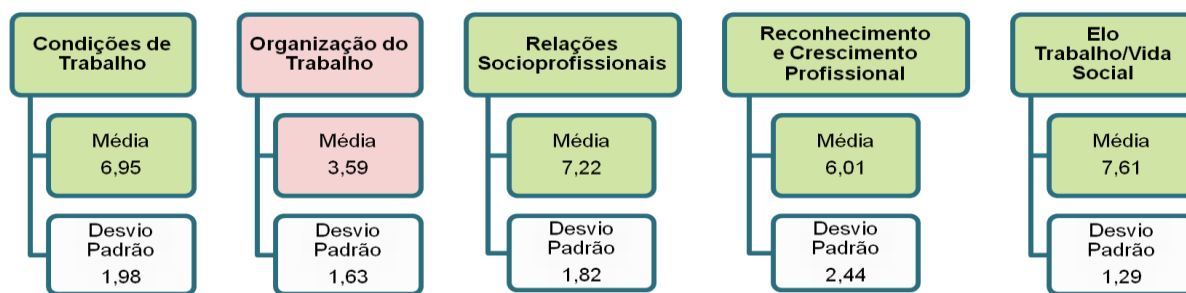 Condições de
Trabalho
Média
6,95
Desvio
Padrão
1,98
Organização do
Trabalho
Média
3,59
Desvio
Padrão
1,63
Relações
Socioprofissionais
Média
7,22
Desvio
Padrão
1,82
Reconhecimento
e Crescimento
Profissional
Média
6,01
Desvio
Padrão
2,44
Elo
Trabalho/Vida
Social
Média
7,61
Desvio
Padrão
1,29